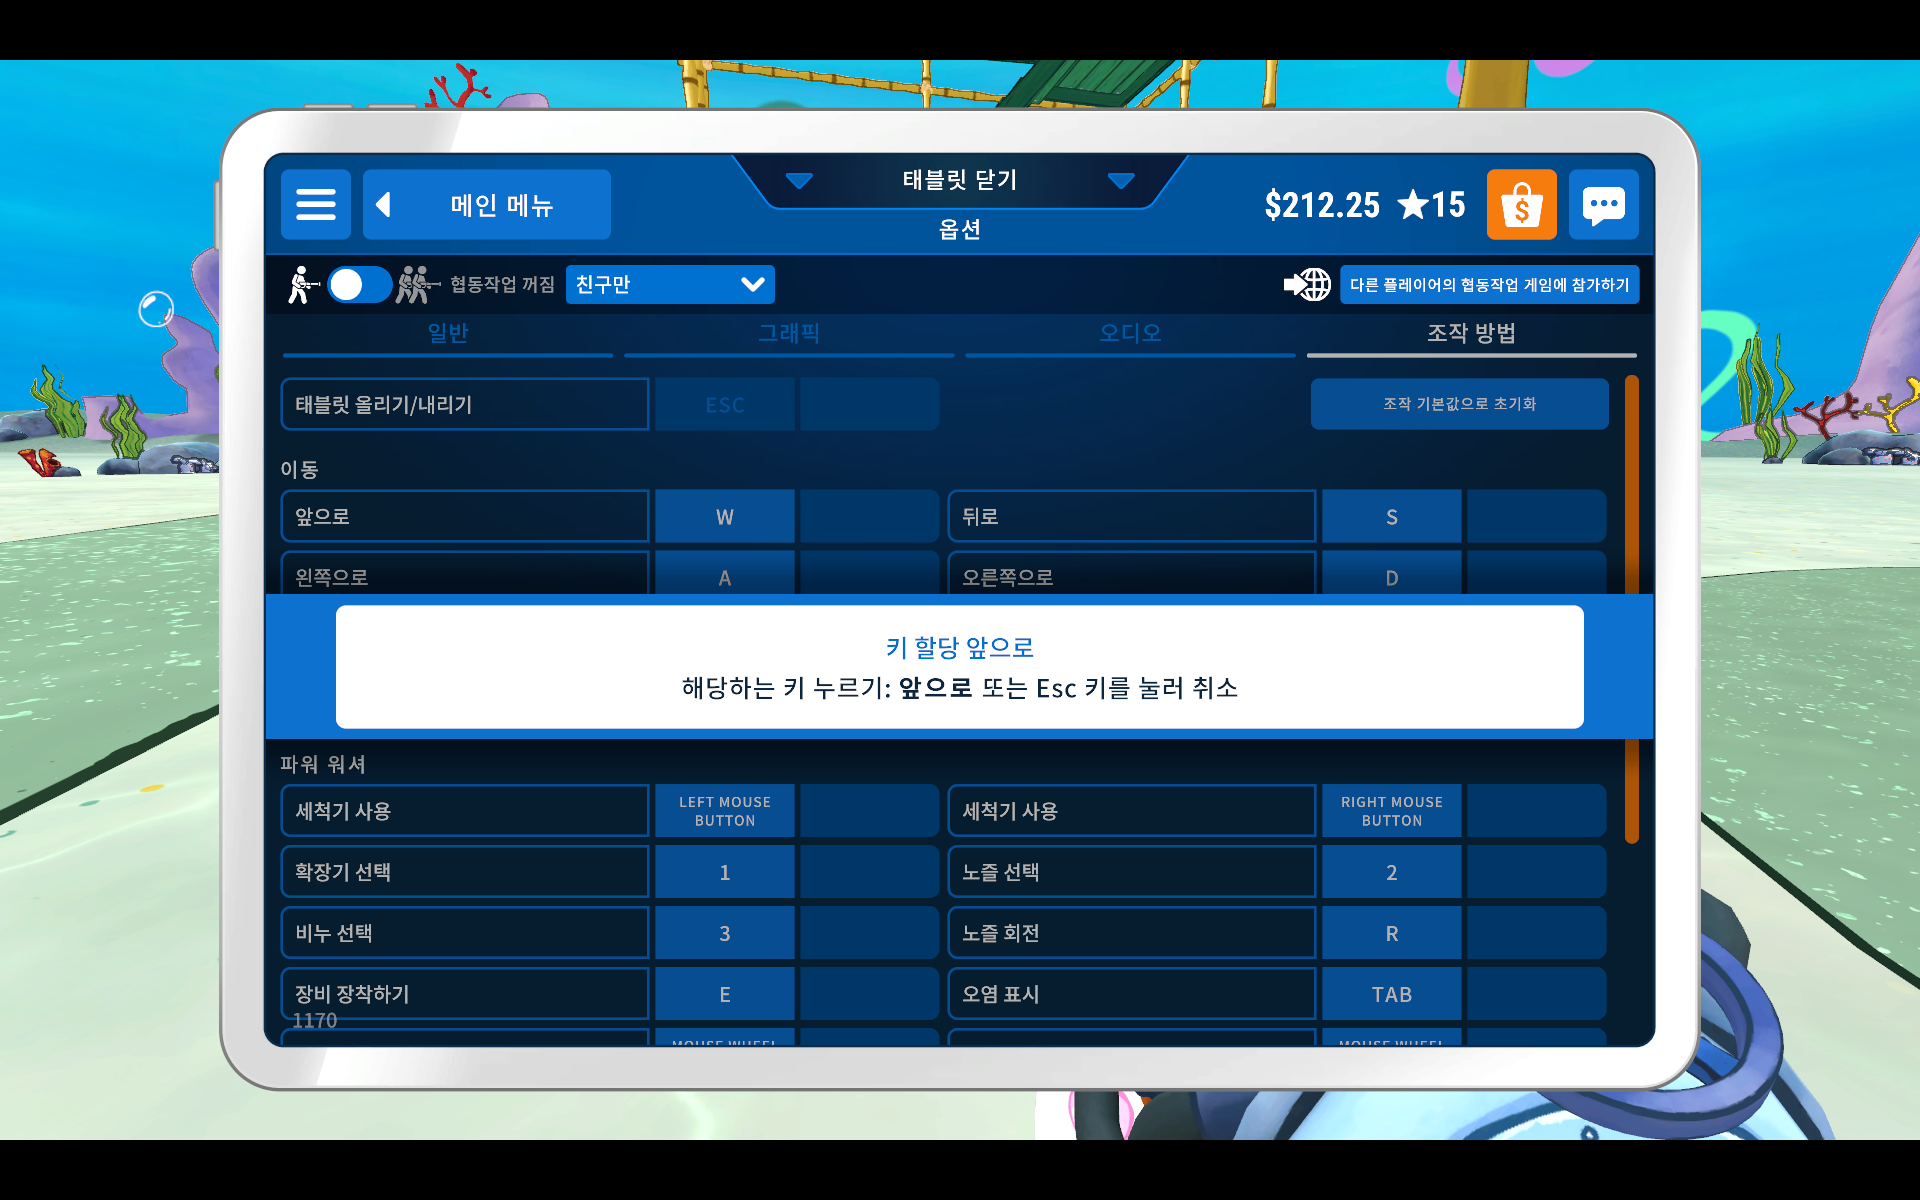 태블릿 닫기
메인 메뉴
옵션
$212.25 ★15
협동작업 꺼짐
친구만
다른 플레이어의 협동작업 게임에 참가하기
일반
그래픽
오디오
조작 방법
태블릿 올리기/내리기
ESC
조작 기본값으로 초기화
이동
앞으로
W
뒤로
S
왼쪽으로
A
오른쪽으로
D
키 할당 앞으로
해당하는 키 누르기: 앞으로 또는 Esc 키를 눌러 취소
파워 워셔
세척기 사용
LEFT MOUSE
BUTTON
세척기 사용
RIGHT MOUSE
BUTTON
확장기 선택
1
노즐 선택
2
비누 선택
3
노즐 회전
R
장비 장착하기
E
오염 표시
TAB
1170
MOUSE WHEEL
MOUSE WHEEL